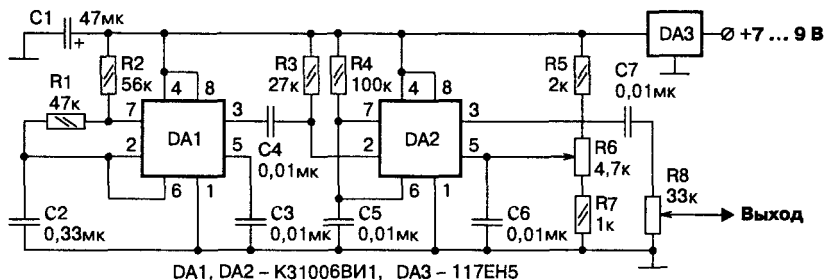 C1 47мк
+
R2
56к
4 8
R3
27к
R4
100к
4 8
DA3
+7 ... 9 В
R5
2к
C7
0,01мк
R1
47к
7
3
DA1
2
5
6
1
C4
0,01мк
7
3
DA2
2
5
6
1
R6
4,7к
R8
33к
C2
0,33мк
C3
0,01мк
C5
0,01мк
C6
0,01мк
R7
1к
Выход
DA1, DA2 – К31006ВИ1, DA3 – 117ЕН5